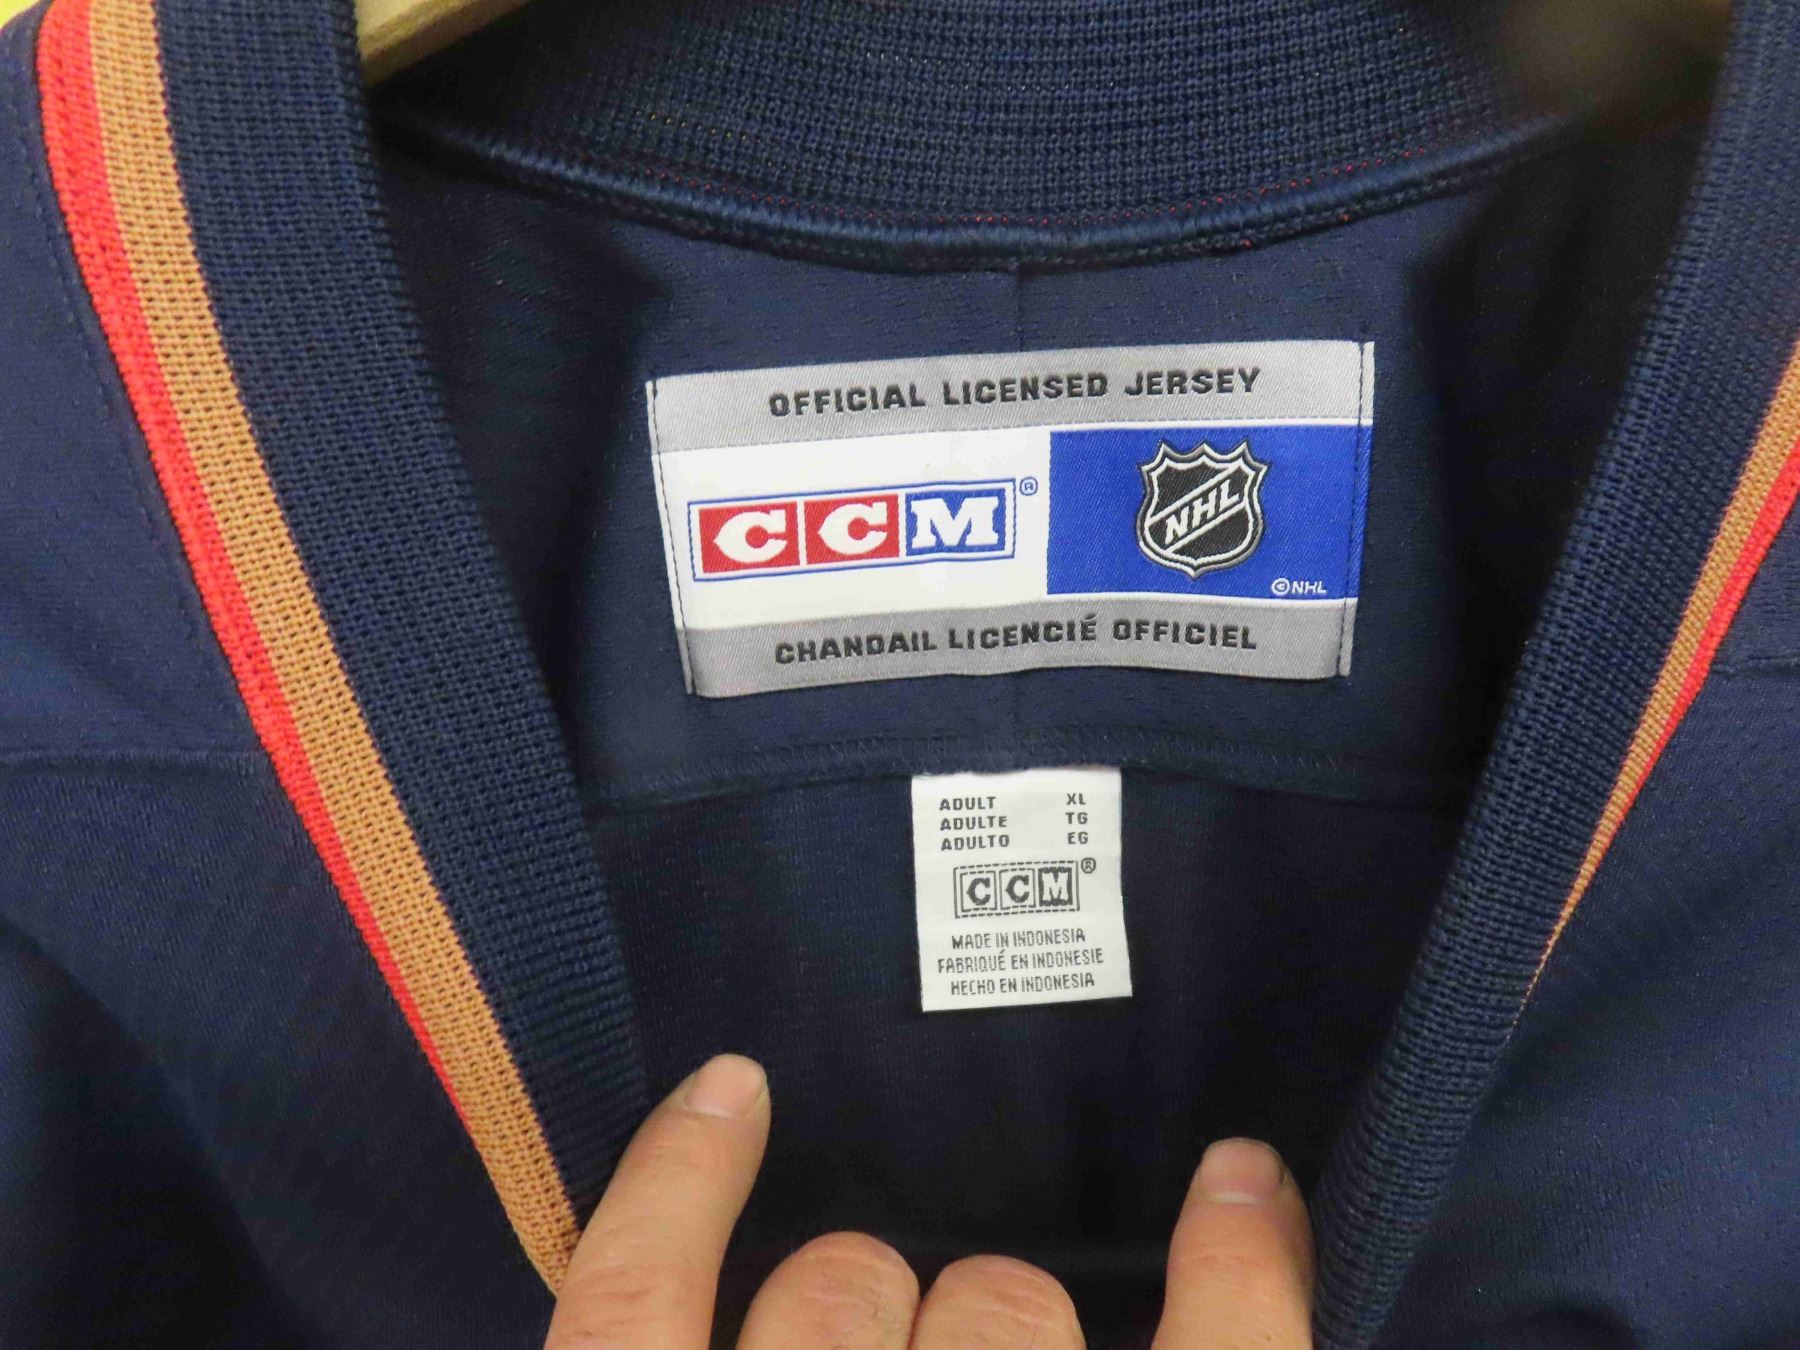 OFFICIAL LICENSED JERSEY
CCM®
NHL
©NHL
CHANDAIL LICENCIÉ OFFICIEL
ADULT XL
ADULTE TG
ADULTO EG
CCM®
MADE IN INDONESIA
FABRIQUÉ EN INDONESIE
HECHO EN INDONESIA